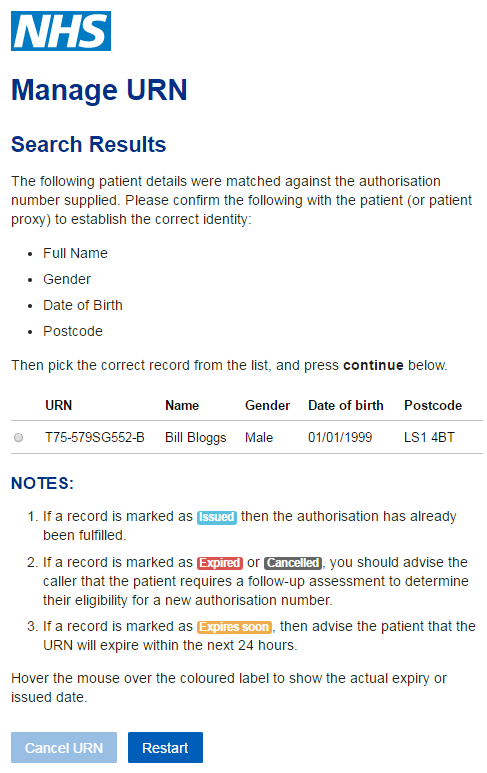 NHS
Manage URN
Search Results
The following patient details were matched against the authorisation
number supplied. Please confirm the following with the patient (or patient
proxy) to establish the correct identity:
• Full Name
• Gender
• Date of Birth
• Postcode
Then pick the correct record from the list, and press continue below.
URN Name Gender Date of birth Postcode
T75-579SG552-B Bill Bloggs Male 01/01/1999 LS1 4BT
NOTES:
1. If a record is marked as Issued then the authorisation has already
been fulfilled.
2. If a record is marked as Expired or Cancelled, you should advise the
caller that the patient requires a follow-up assessment to determine
their eligibility for a new authorisation number.
3. If a record is marked as Expires soon, then advise the patient that the
URN will expire within the next 24 hours.
Hover the mouse over the coloured label to show the actual expiry or
issued date.
Cancel URN Restart